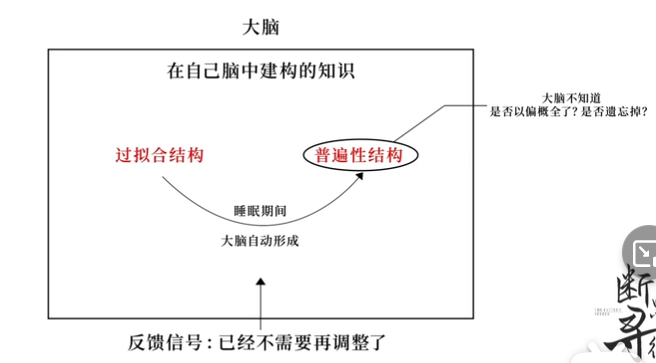 大脑
在自己脑中建构的知识
大脑不知道
是否以偏概全了?是否遗忘掉?
过拟合结构
普遍性结构
睡眠期间
大脑自动形成
反馈信号:已经不需要再调整了
断